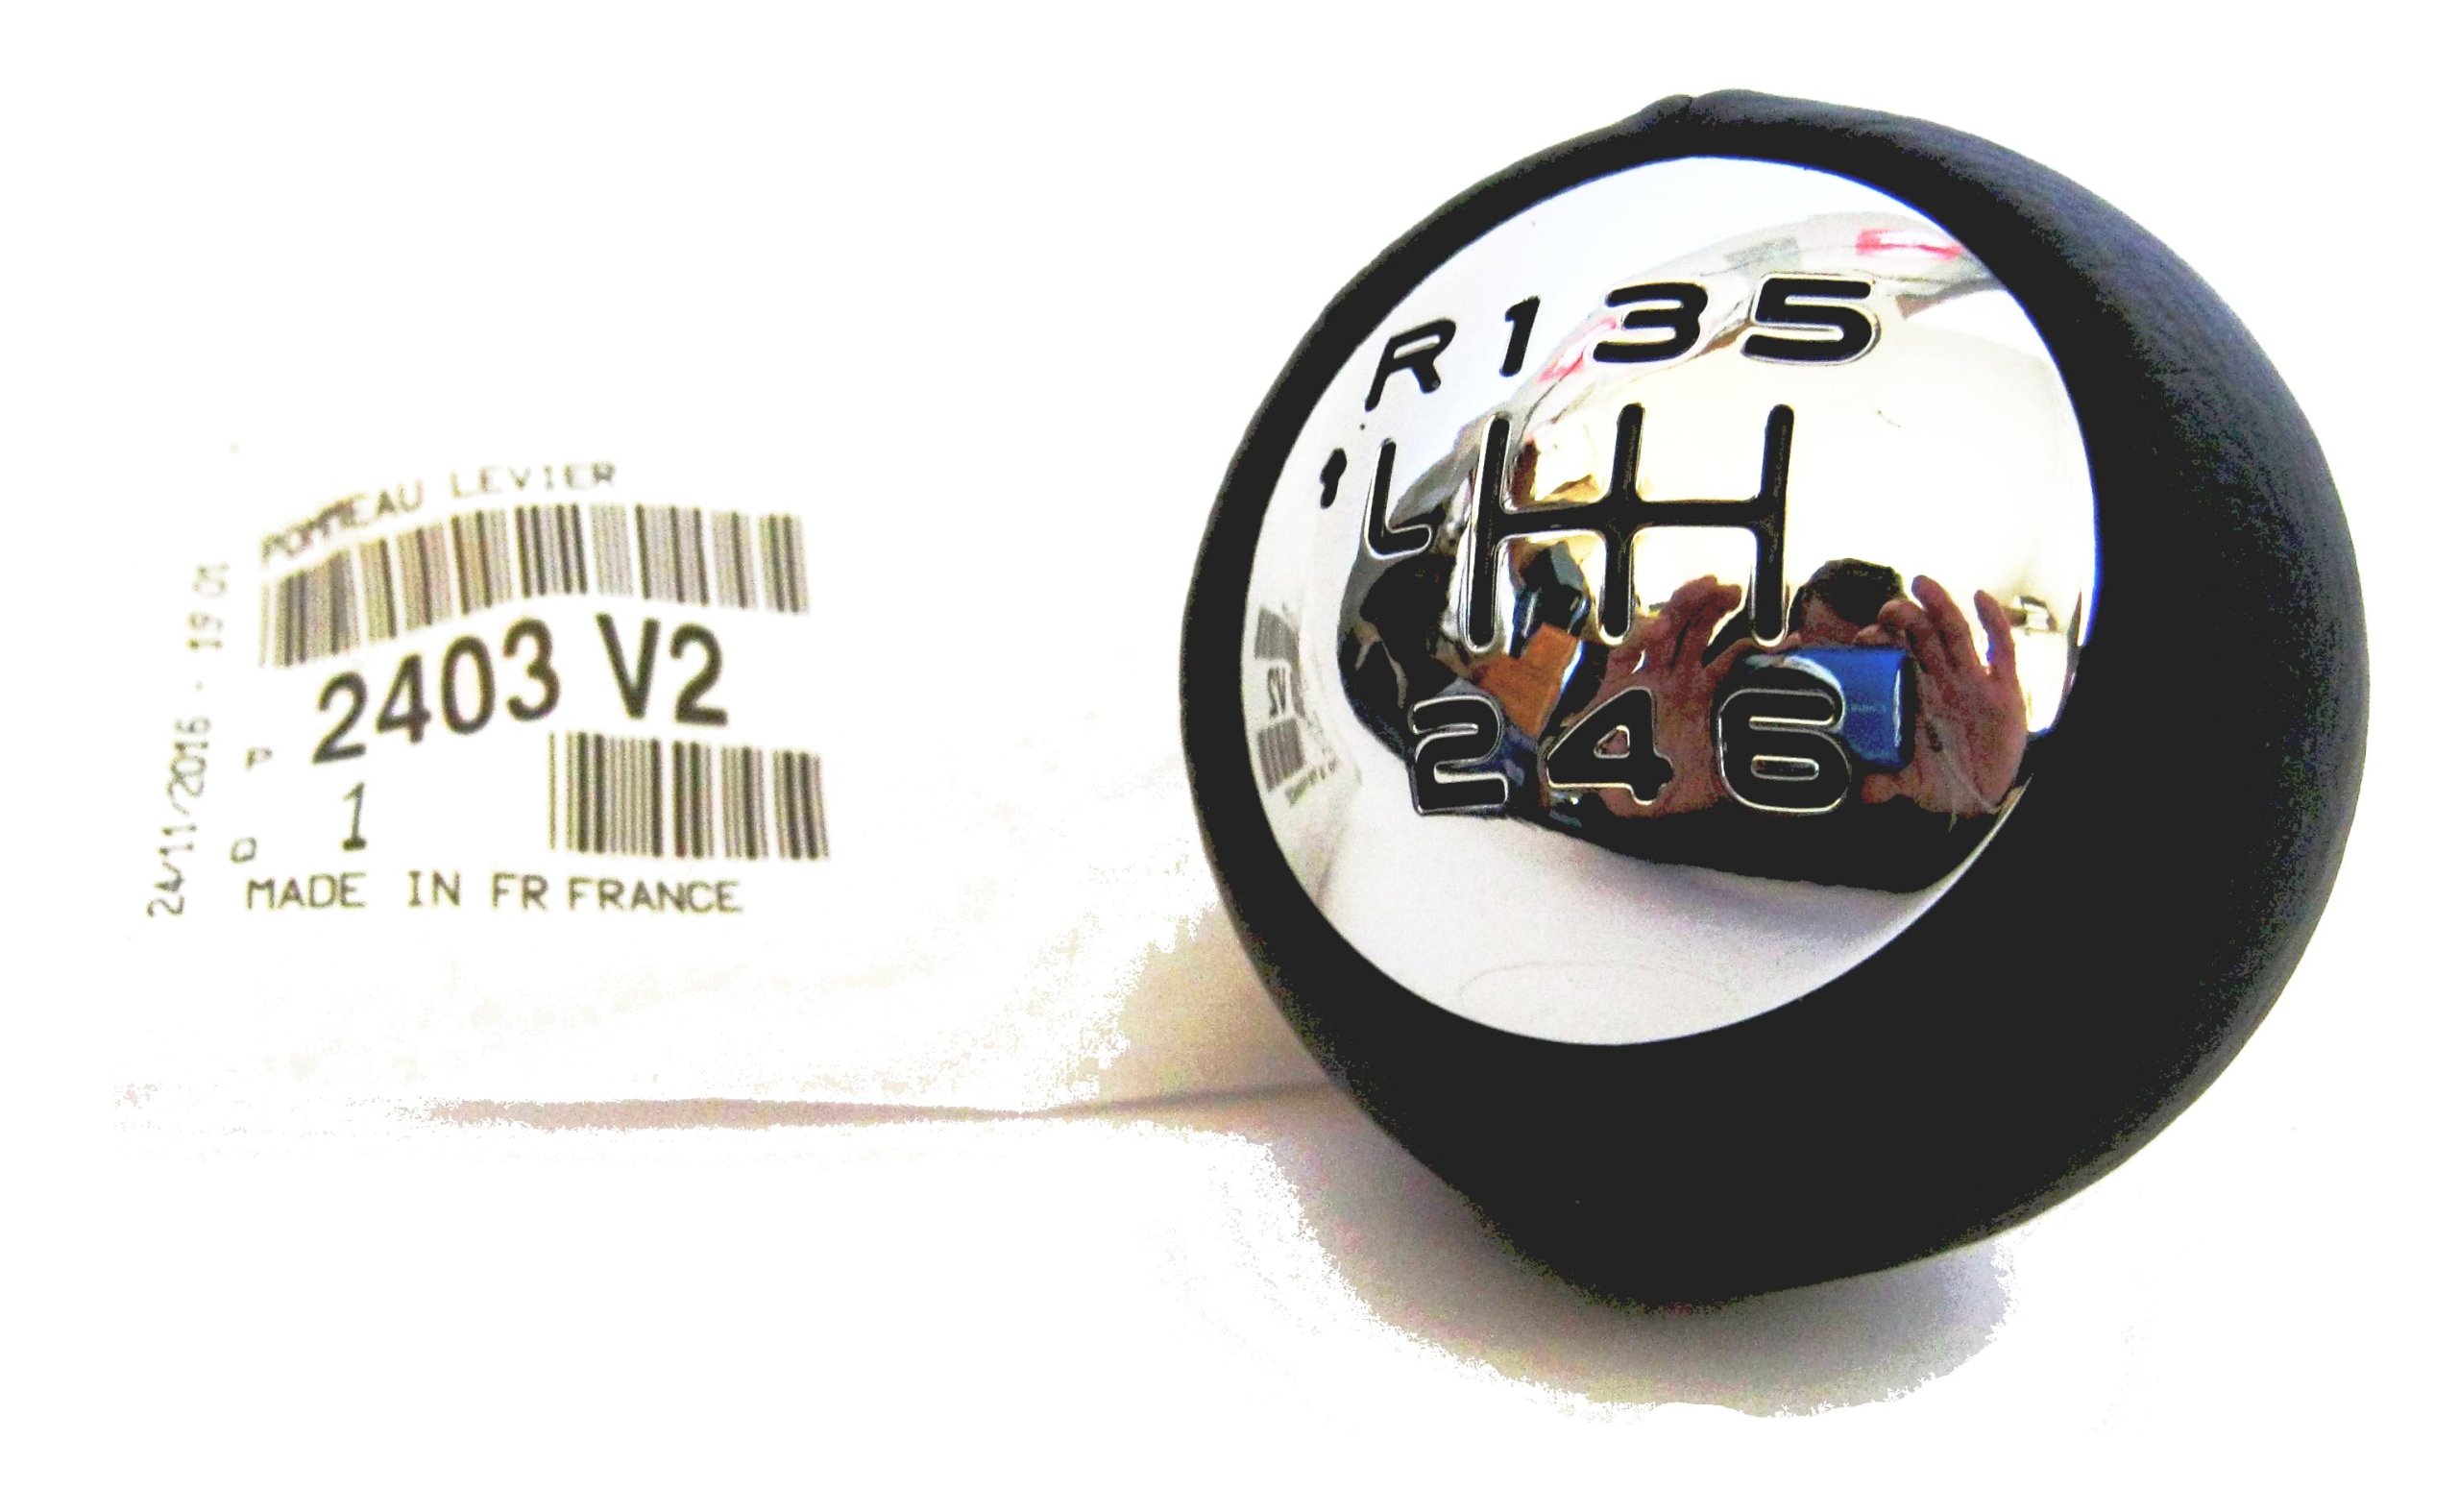 POMMEAU LEVIER
2403 V2
P
1
Q
MADE IN FR FRANCE
24/11/2016 - 19 01
R 1 3 5
2 4 6